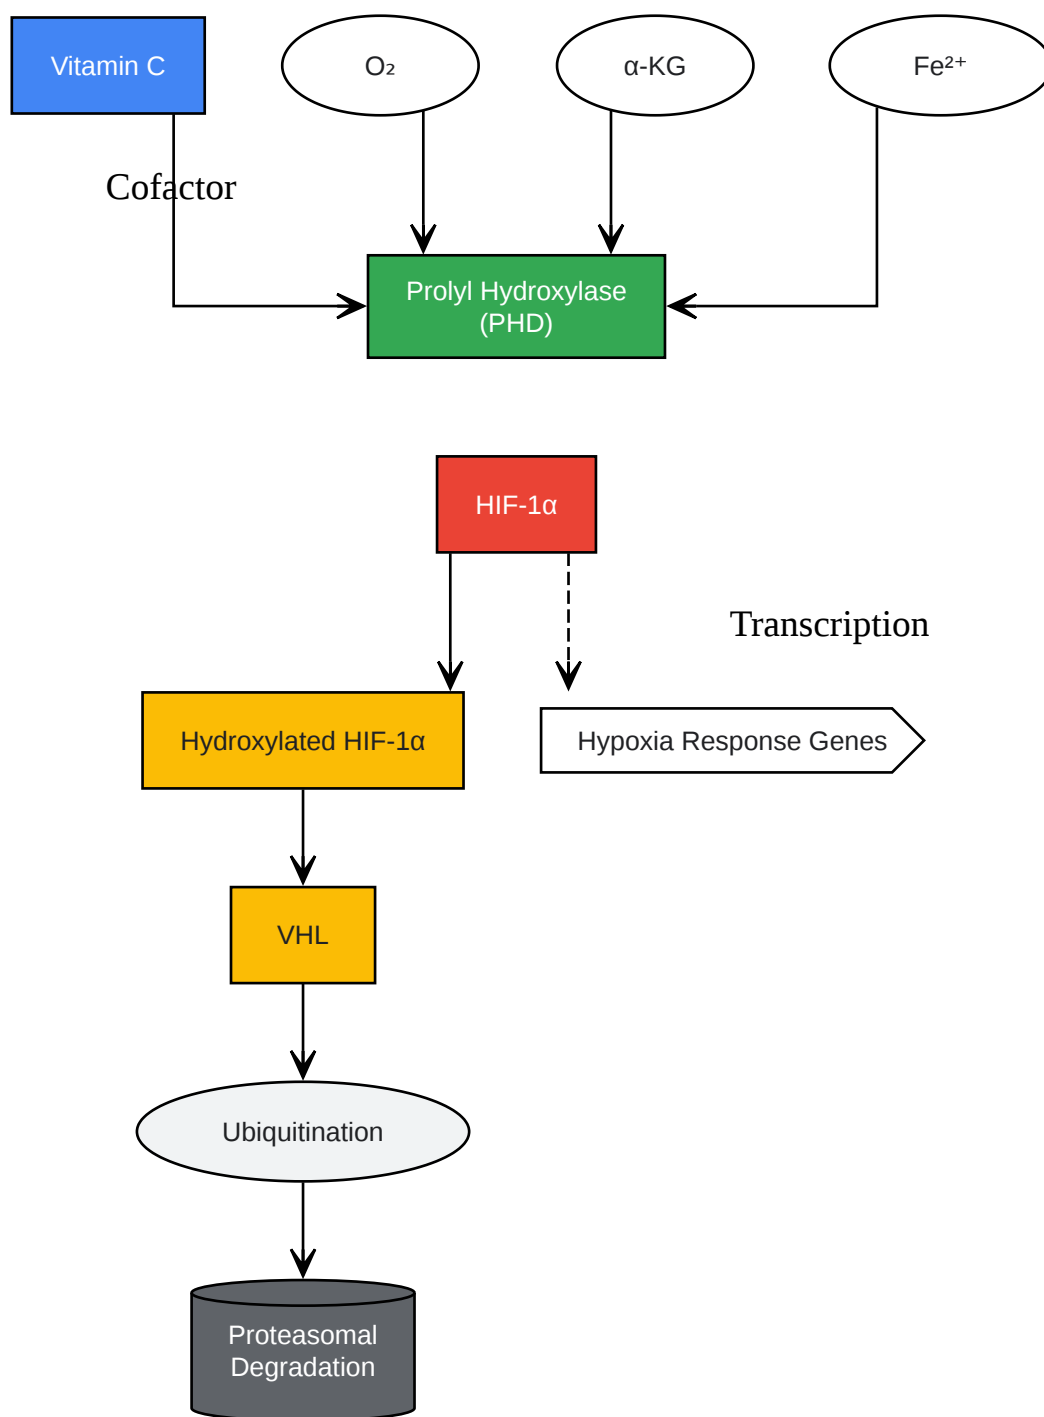 Vitamin C
O₂
α-KG
Fe²⁺
Cofactor
Prolyl Hydroxylase
(PHD)
HIF-1α
Transcription
Hydroxylated HIF-1α
Hypoxia Response Genes
VHL
Ubiquitination
Proteasomal
Degradation